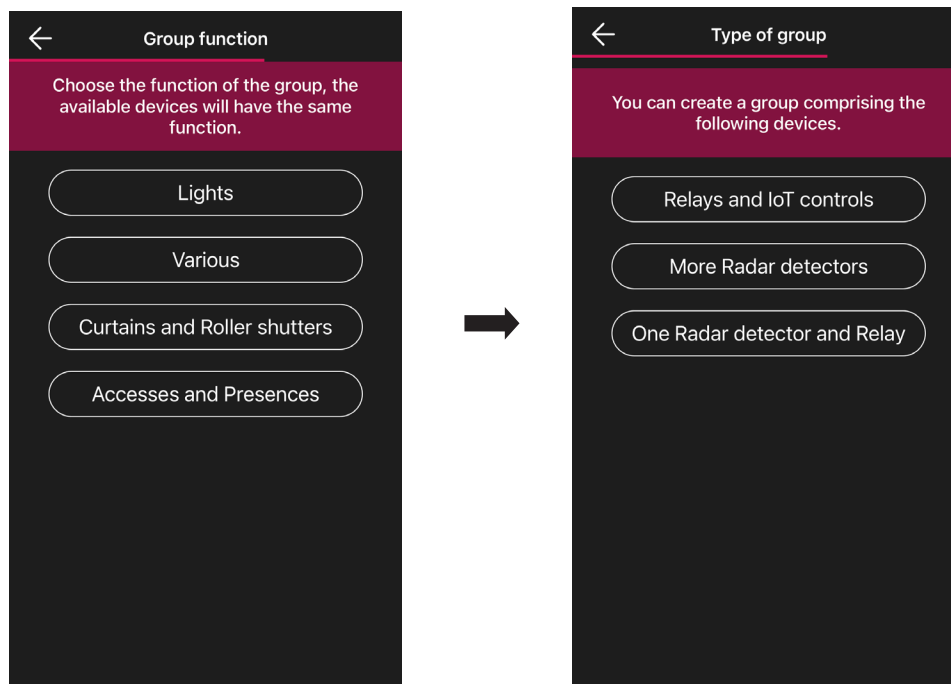 Group function
Choose the function of the group, the
available devices will have the same
function.
Lights
Various
Curtains and Roller shutters
Accesses and Presences
Type of group
You can create a group comprising the
following devices.
Relays and IoT controls
More Radar detectors
One Radar detector and Relay